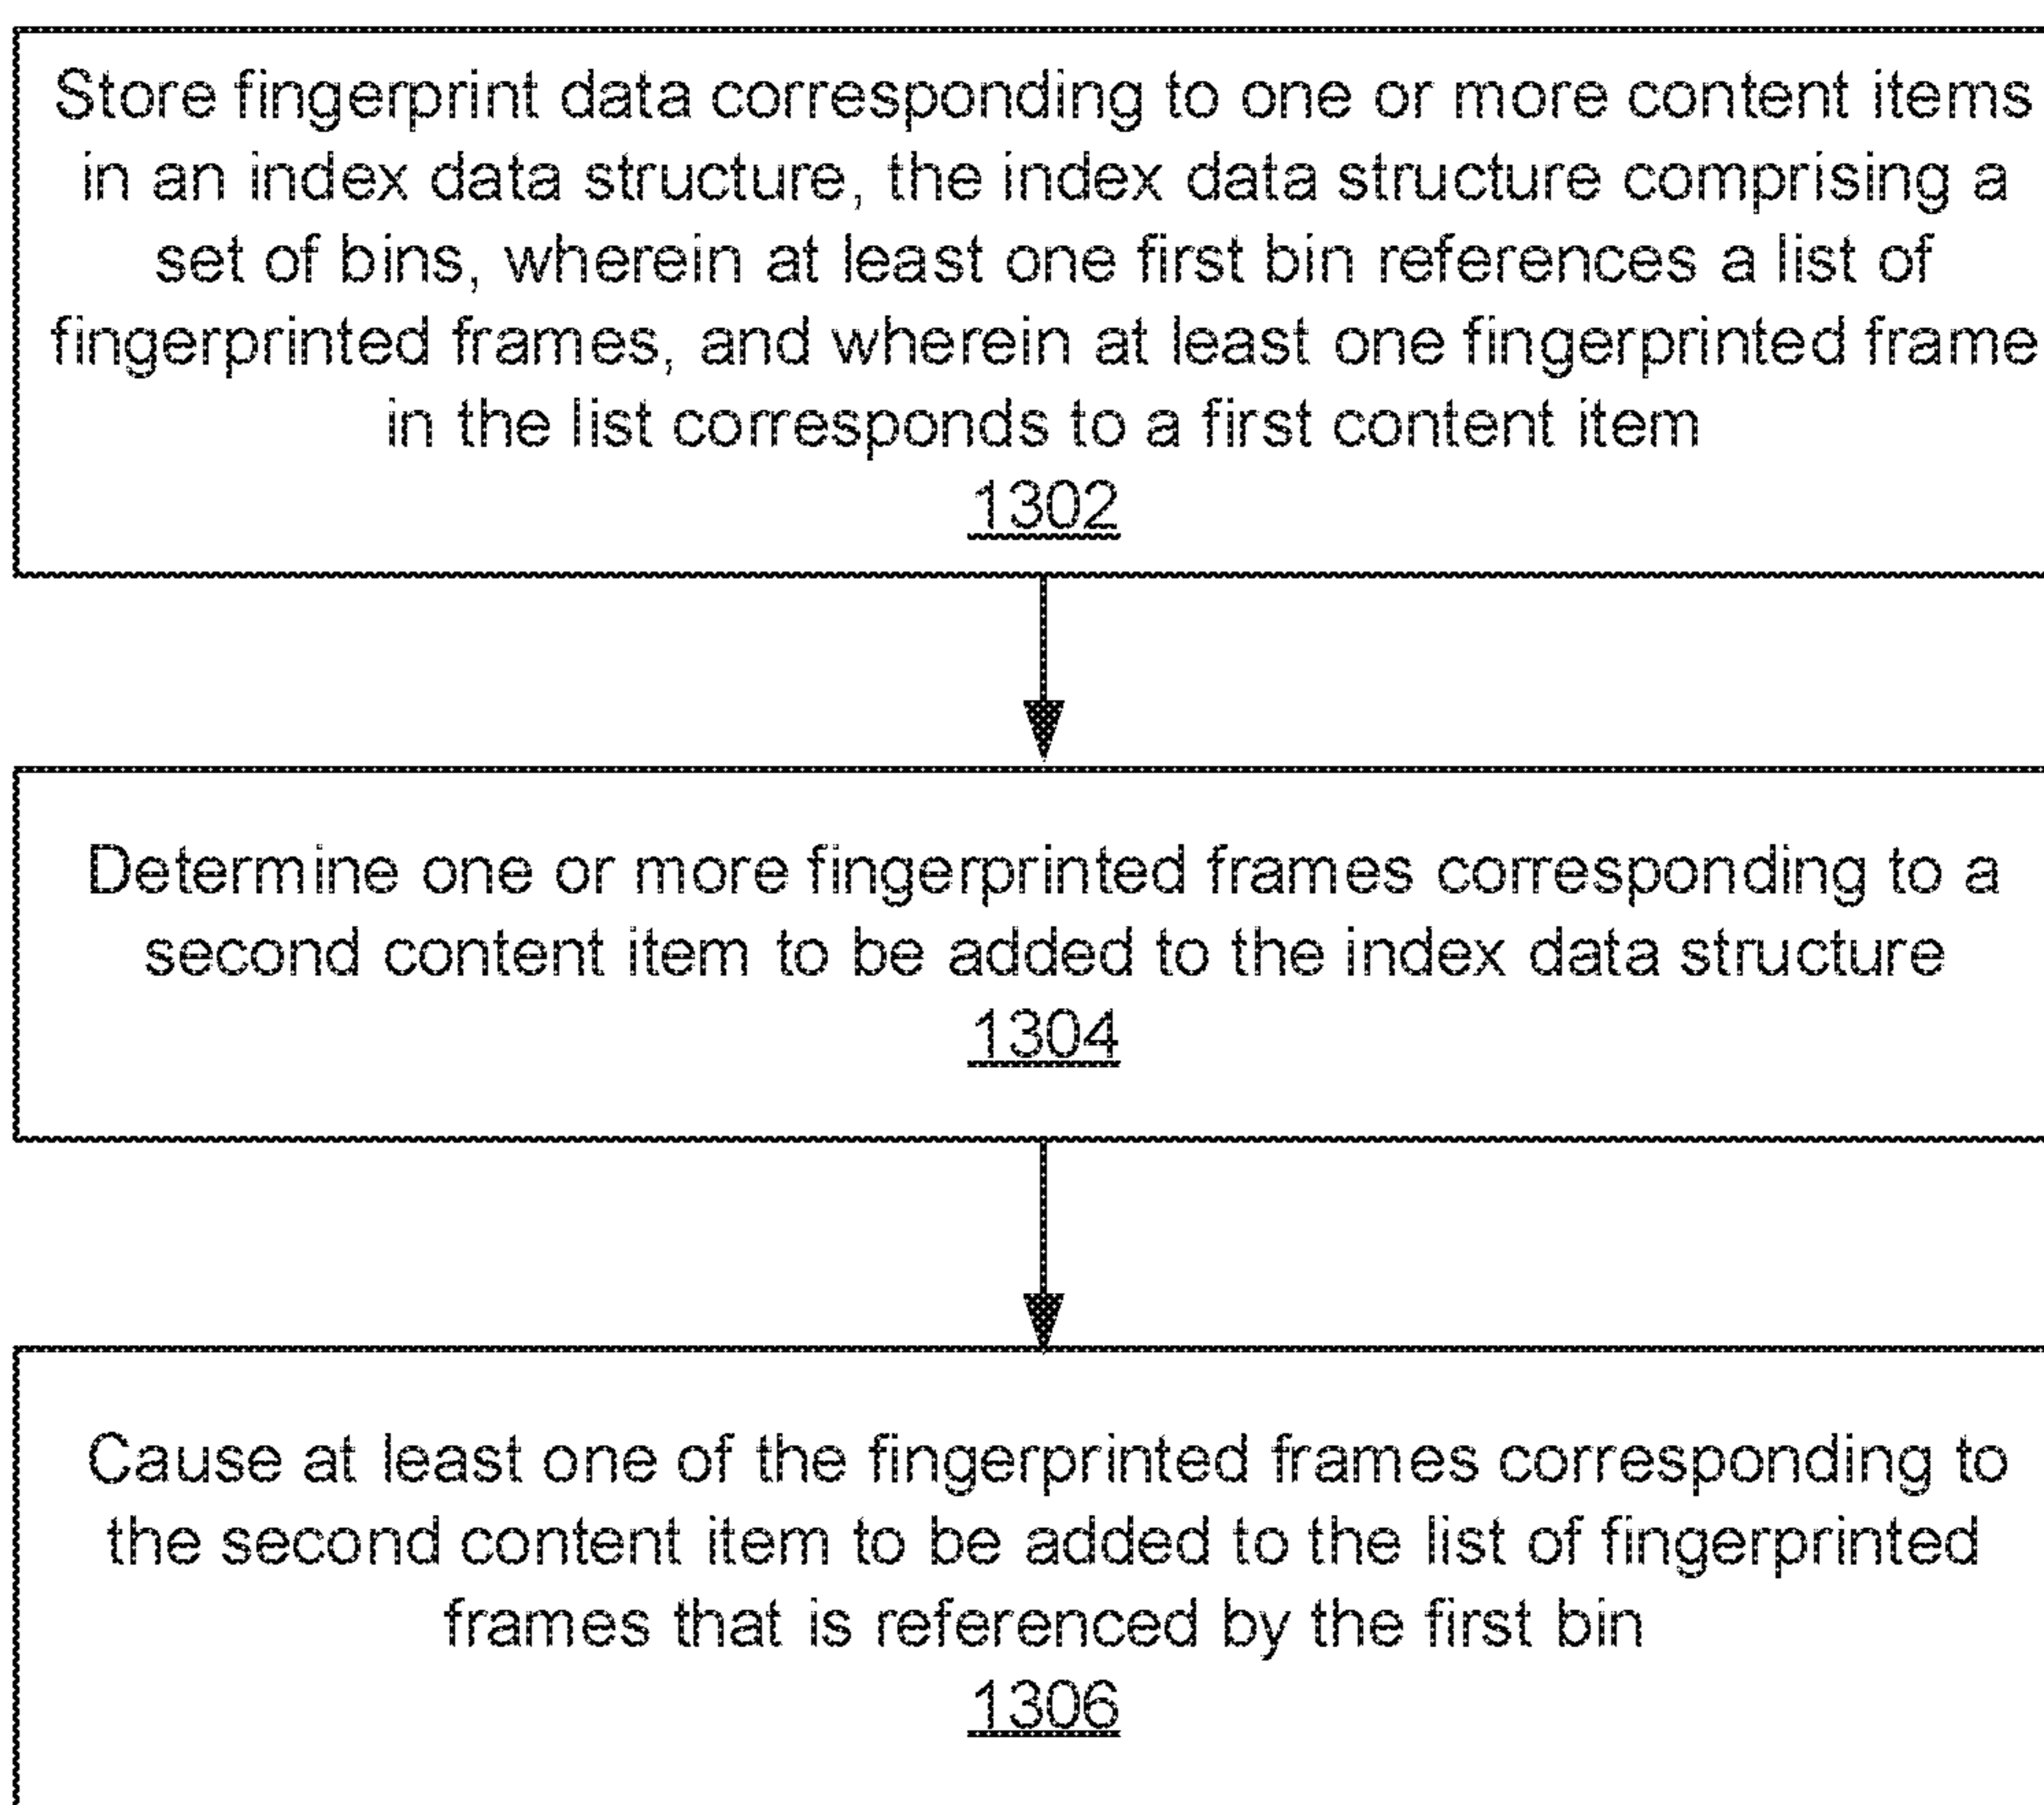 Store fingerprint data corresponding to one or more content items
in an index data structure, the index data structure comprising a
set of bins, wherein at least one first bin references a list of
fingerprinted frames, and wherein at least one fingerprinted frame
in the list corresponds to a first content item
1302
Determine one or more fingerprinted frames corresponding to a
second content item to be added to the index data structure
1304
Cause at least one of the fingerprinted frames corresponding to
the second content item to be added to the list of fingerprinted
frames that is referenced by the first bin
1306